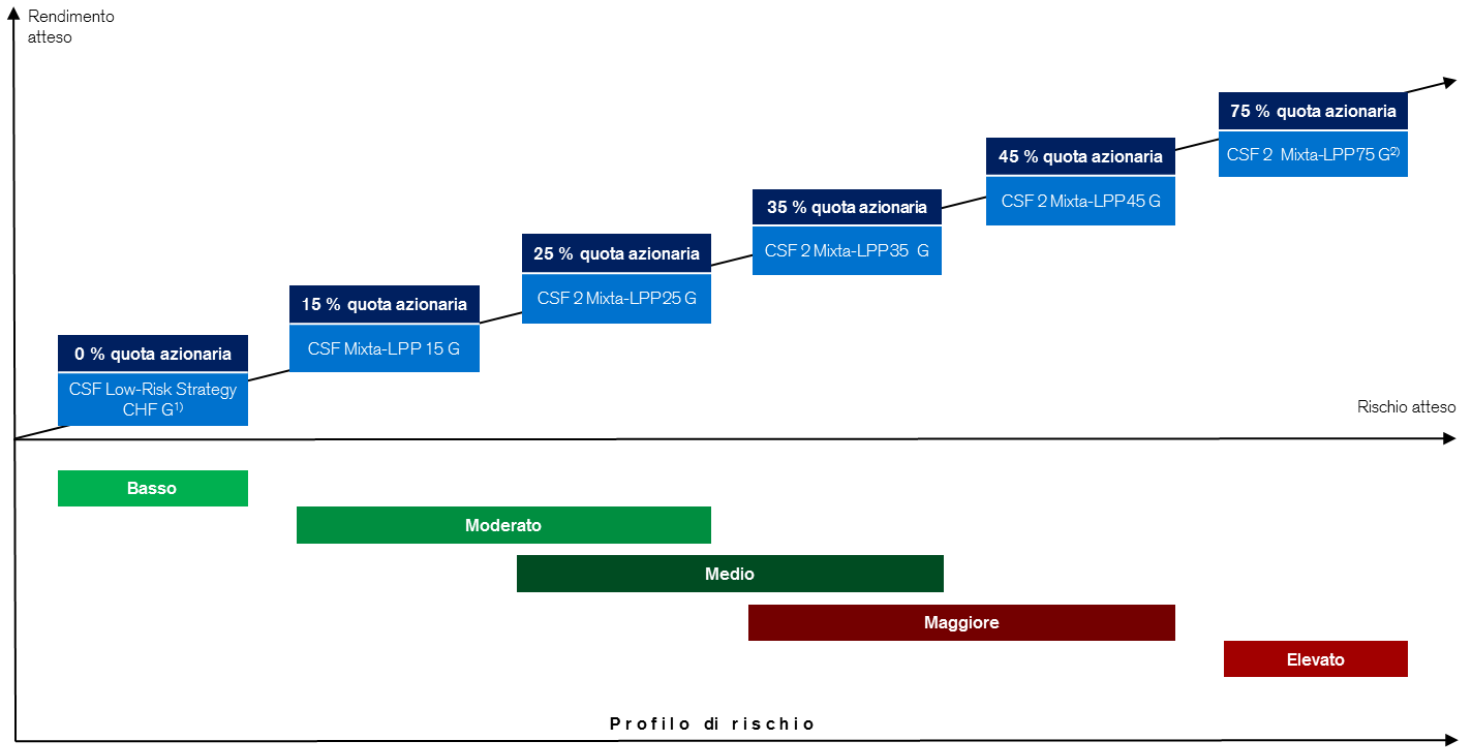 Rendimento
atteso
75 % quota azionaria
CSF 2 Mixta-LPP75 G2)
45 % quota azionaria
CSF 2 Mixta-LPP45 G
35 % quota azionaria
CSF 2 Mixta-LPP35 G
25 % quota azionaria
CSF 2 Mixta-LPP25 G
15 % quota azionaria
CSF Mixta-LPP 15 G
0 % quota azionaria
CSF Low-Risk Strategy
CHF G1)
Rischio atteso
Basso
Moderato
Medio
Maggiore
Elevato
Profilo di rischio